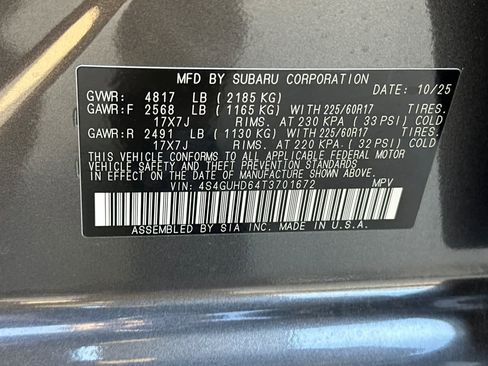 MFD BY SUBARU CORPORATION
GVWR: 4817 LB (2185 KG) DATE: 10/25
GAWR:F 2568 LB (1165 KG) WITH 225/60R17 TIRES.
17X7J RIMS. AT 230 KPA (33 PSI) COLD
GAWR:R 2491 LB (1130 KG) WITH 225/60R17 TIRES.
17X7J RIMS. AT 220 KPA (32 PSI) COLD
THIS VEHICLE CONFORMS TO ALL APPLICABLE FEDERAL MOTOR
VEHICLE SAFETY AND THEFT PREVENTION STANDARDS IN
EFFECT ON THE DATE OF MANUFACTURE SHOWN ABOVE.
VIN: 4S4GUHD64T3701672 MPV
ASSEMBLED BY SIA INC. MADE IN U.S.A.